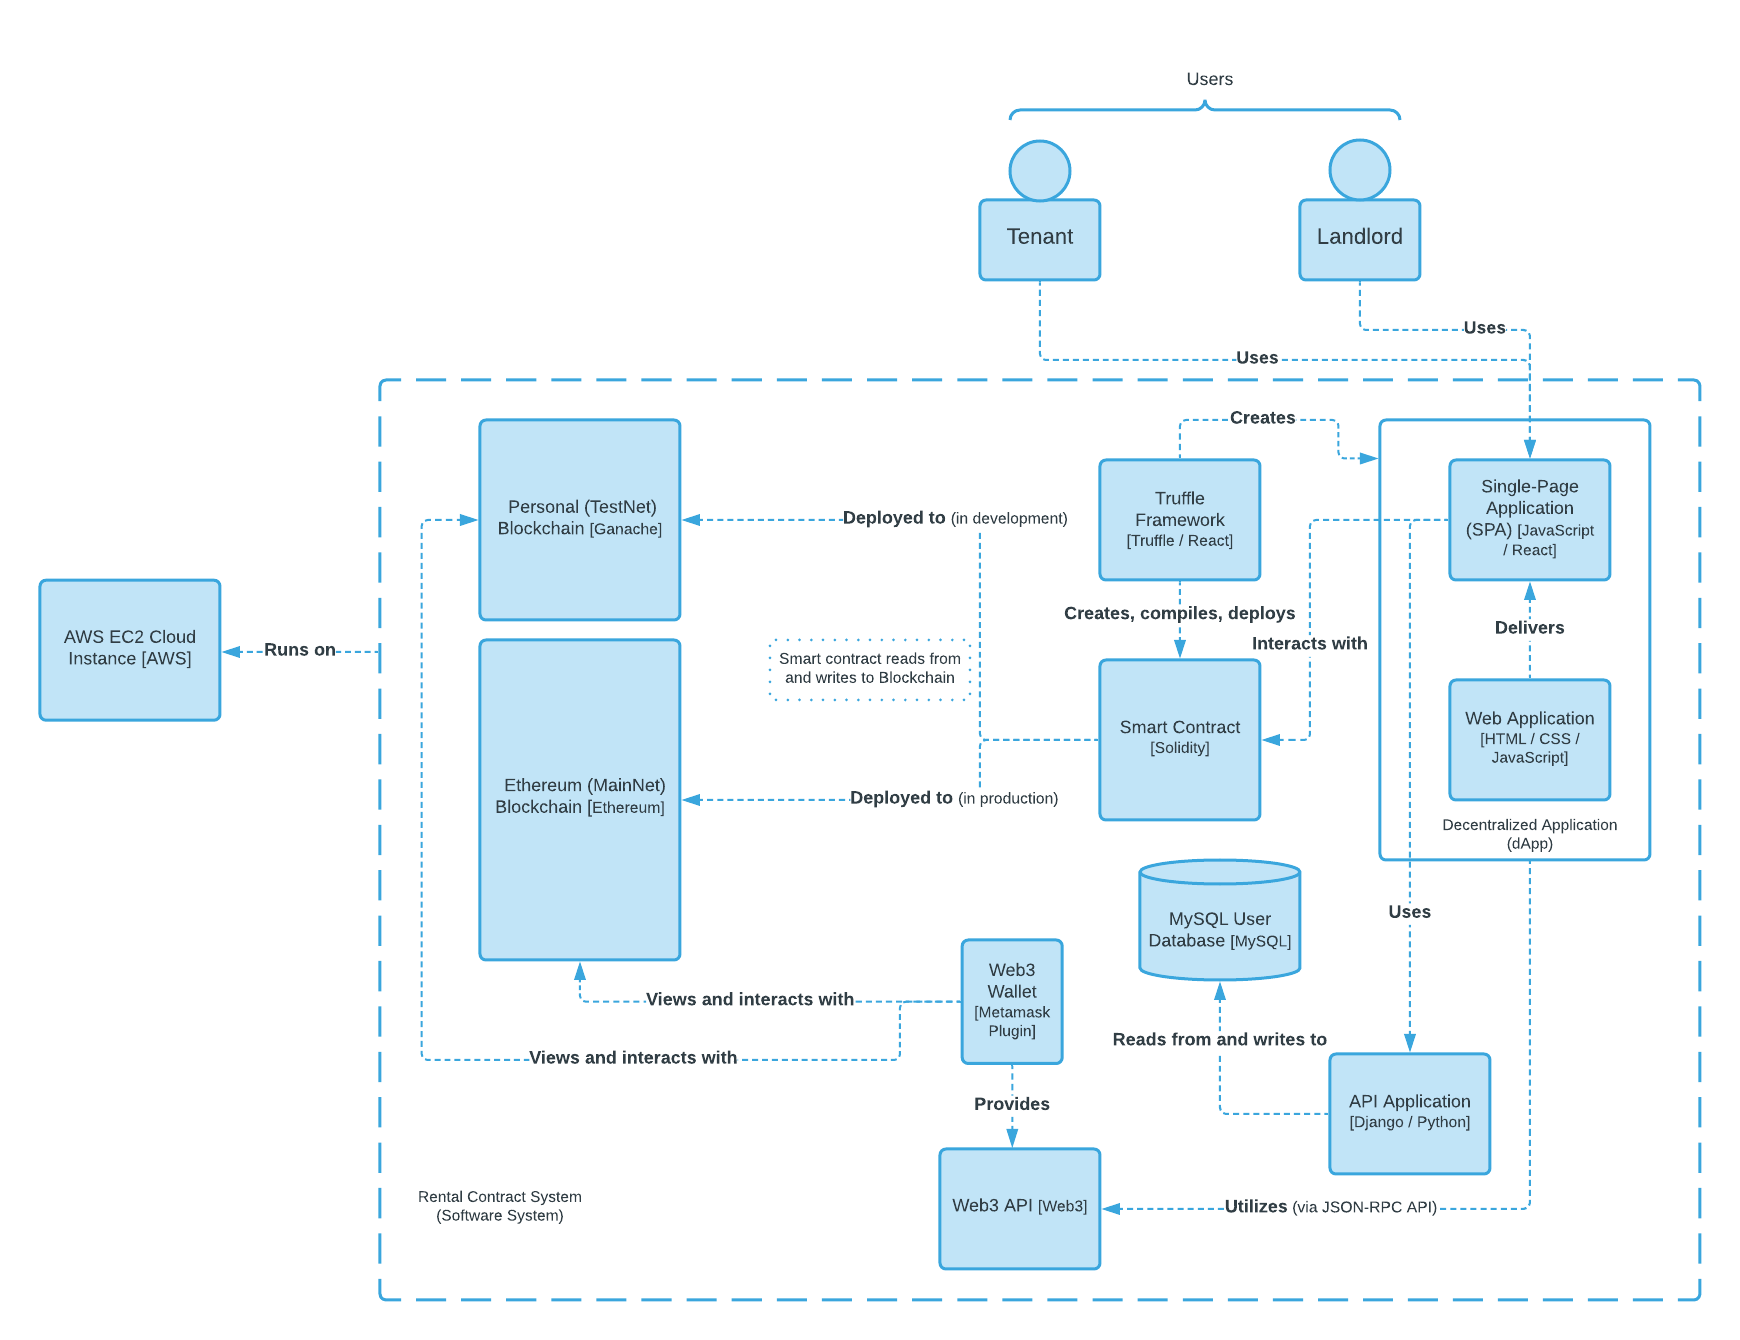 Users
Tenant
Landlord
Uses
Uses
Creates
Personal (TestNet)
Blockchain [Ganache]
Deployed to (in development)
Truffle
Framework
[Truffle / React]
Single-Page
Application
(SPA) [JavaScript
/ React]
AWS EC2 Cloud
Instance [AWS]
Runs on
Creates, compiles, deploys
Interacts with
Delivers
Smart contract reads from
and writes to Blockchain
Smart Contract
[Solidity]
Web Application
[HTML / CSS /
JavaScript]
Ethereum (MainNet)
Blockchain [Ethereum]
Deployed to (in production)
Decentralized Application
(dApp)
MySQL User
Database [MySQL]
Uses
Web3
Wallet
[Metamask
Plugin]
Views and interacts with
Views and interacts with
Reads from and writes to
Provides
API Application
[Django / Python]
Rental Contract System
(Software System)
Web3 API [Web3]
Utilizes (via JSON-RPC API)